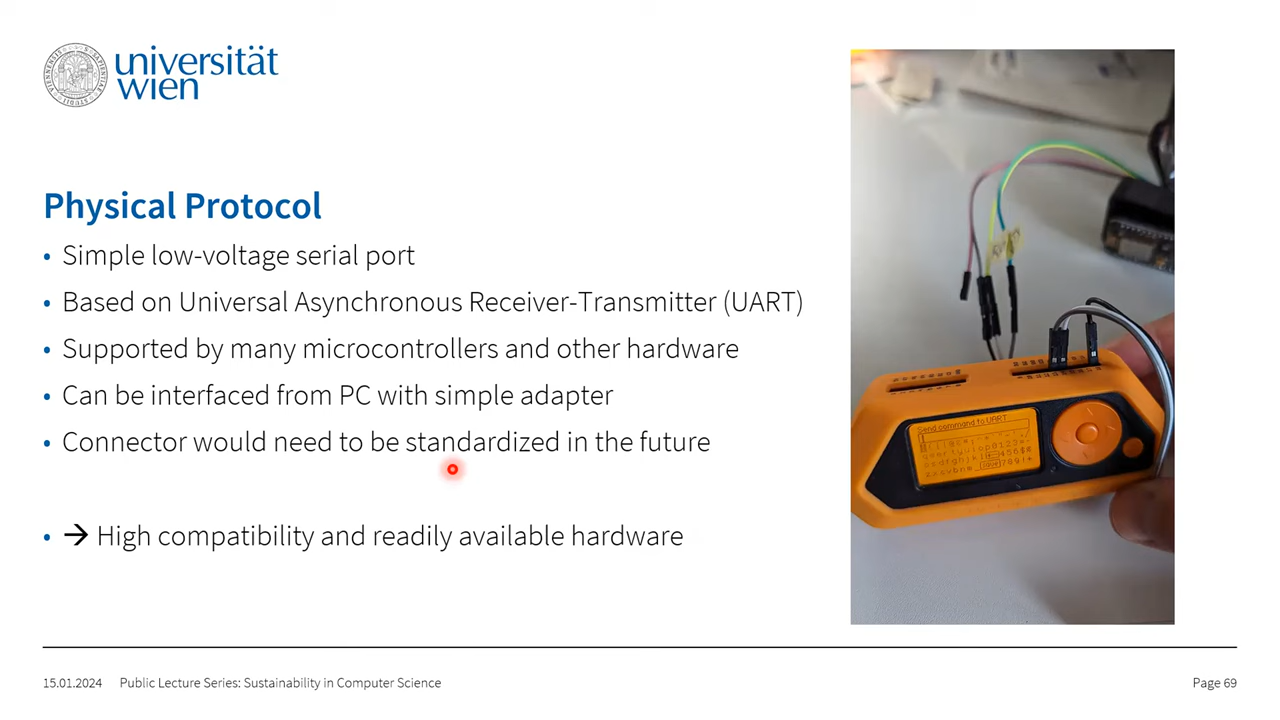 universität
wien
Physical Protocol
• Simple low-voltage serial port
• Based on Universal Asynchronous Receiver-Transmitter (UART)
• Supported by many microcontrollers and other hardware
• Can be interfaced from PC with simple adapter
• Connector would need to be standardized in the future
• → High compatibility and readily available hardware
Send command to UART
15.01.2024 Public Lecture Series: Sustainability in Computer Science Page 69